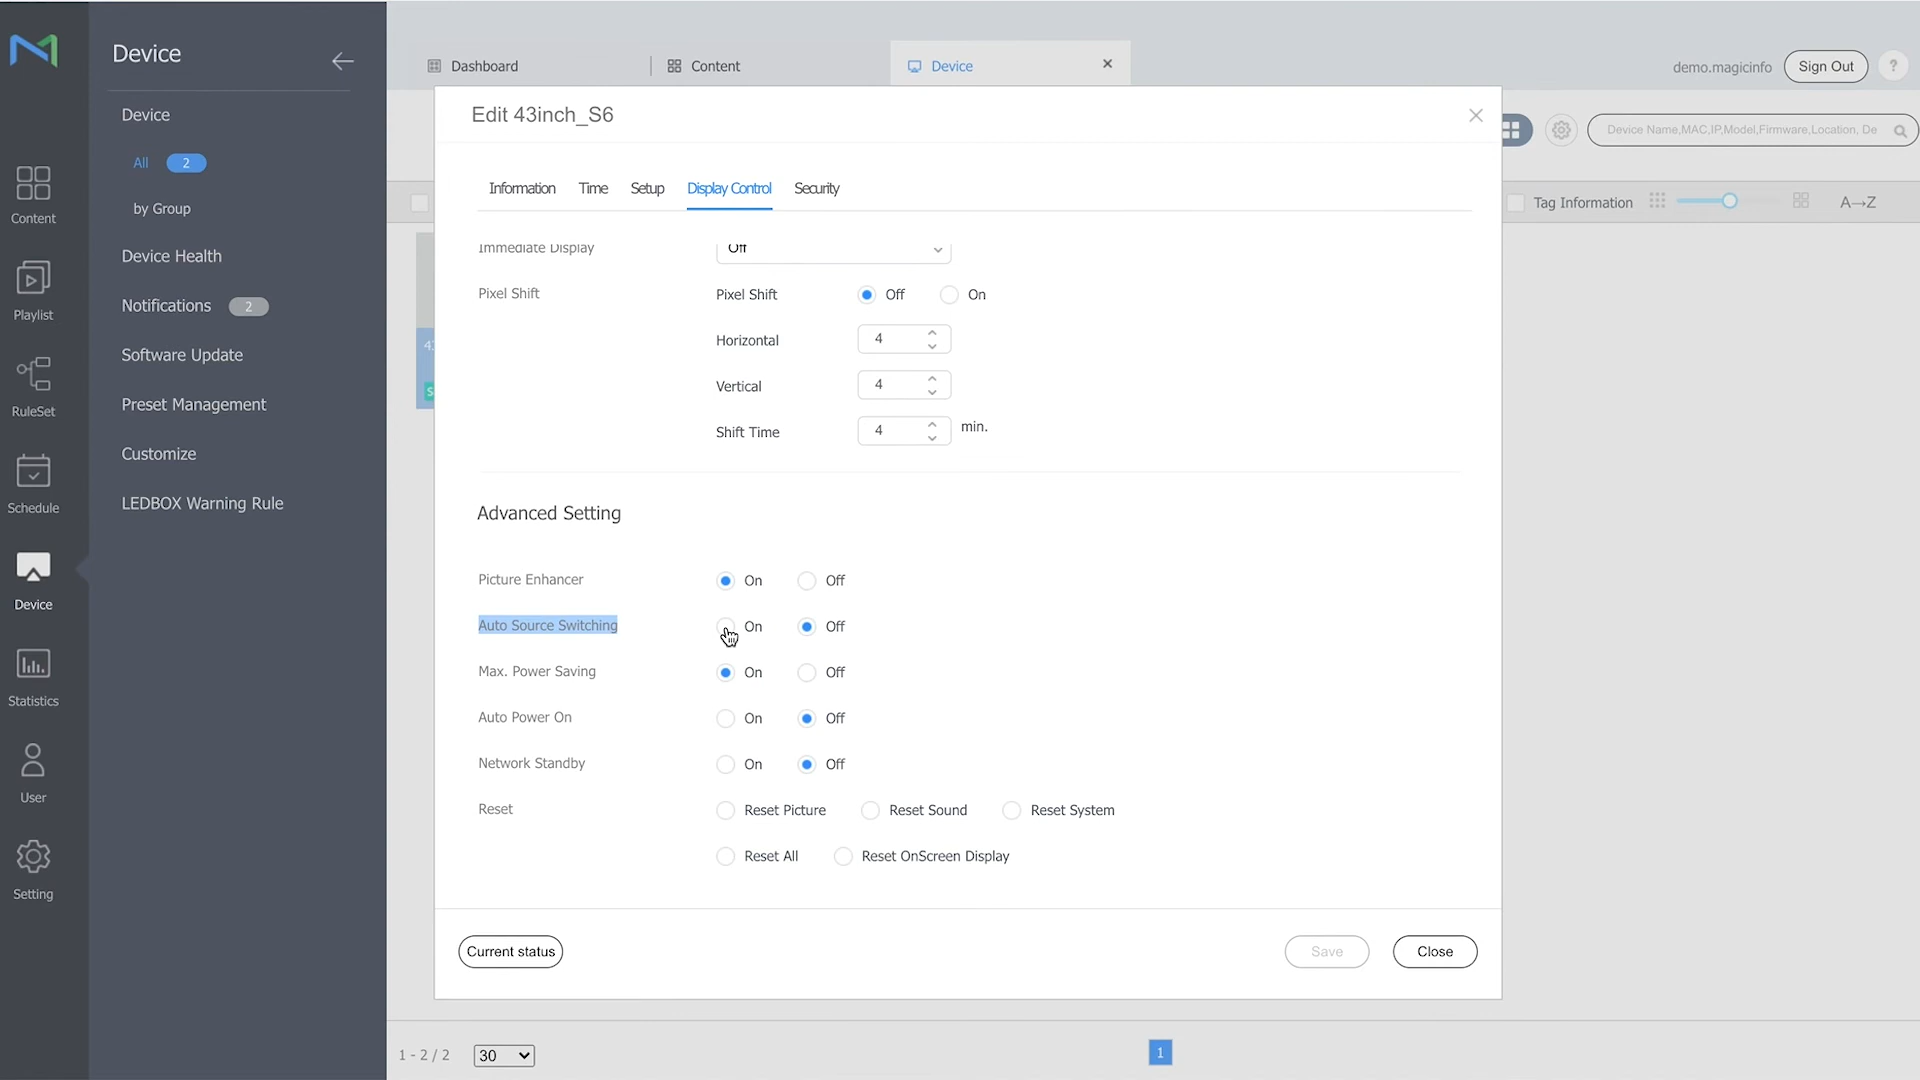 Device
Dashboard
Content
Device
demo.magicinfo
Sign Out
?
Device
All 2
by Group
Device Health
Notifications 2
Software Update
Preset Management
Customize
LEDBOX Warning Rule
Content
Playlist
RuleSet
Schedule
Device
Statistics
User
Setting
Edit 43inch_S6
Device Name,MAC,IP,Model,Firmware,Location, De
Tag Information
A→Z
Information Time Setup Display Control Security
Immediate Display Off
Pixel Shift Pixel Shift Off On
Horizontal 4
Vertical 4
Shift Time 4 min.
Advanced Setting
Picture Enhancer On Off
Auto Source Switching On Off
Max. Power Saving On Off
Auto Power On On Off
Network Standby On Off
Reset Reset Picture Reset Sound Reset System
Reset All Reset OnScreen Display
Current status Save Close
1 - 2 / 2 30 1